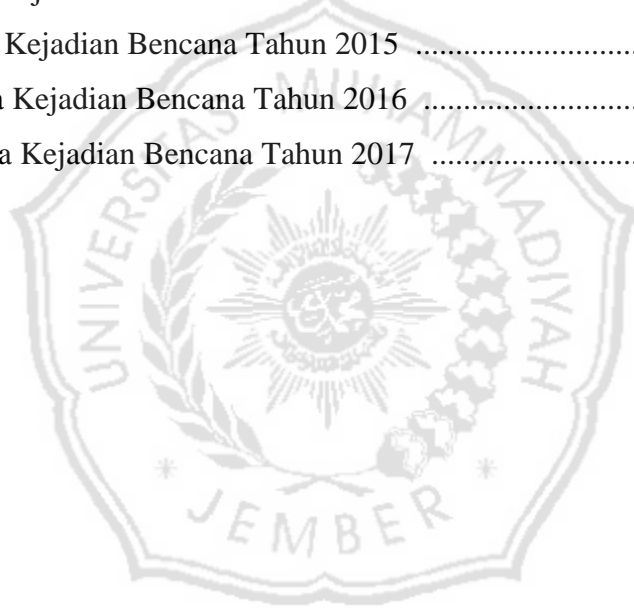 Kejadian Bencana Tahun 2015 ..........................
Kejadian Bencana Tahun 2016 ..........................
Kejadian Bencana Tahun 2017 ..........................
UNIVERSITAS MUHAMMADIYAH
* JEMBER *